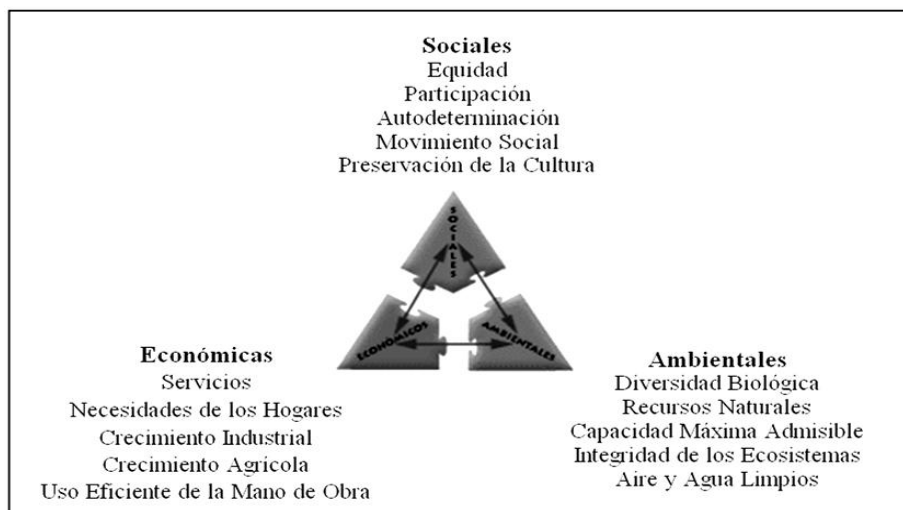 Sociales
Equidad
Participación
Autodeterminación
Movimiento Social
Preservación de la Cultura
SOCIALES
ECONÓMICOS
AMBIENTALES
Económicas
Servicios
Necesidades de los Hogares
Crecimiento Industrial
Crecimiento Agrícola
Uso Eficiente de la Mano de Obra
Ambientales
Diversidad Biológica
Recursos Naturales
Capacidad Máxima Admisible
Integridad de los Ecosistemas
Aire y Agua Limpios